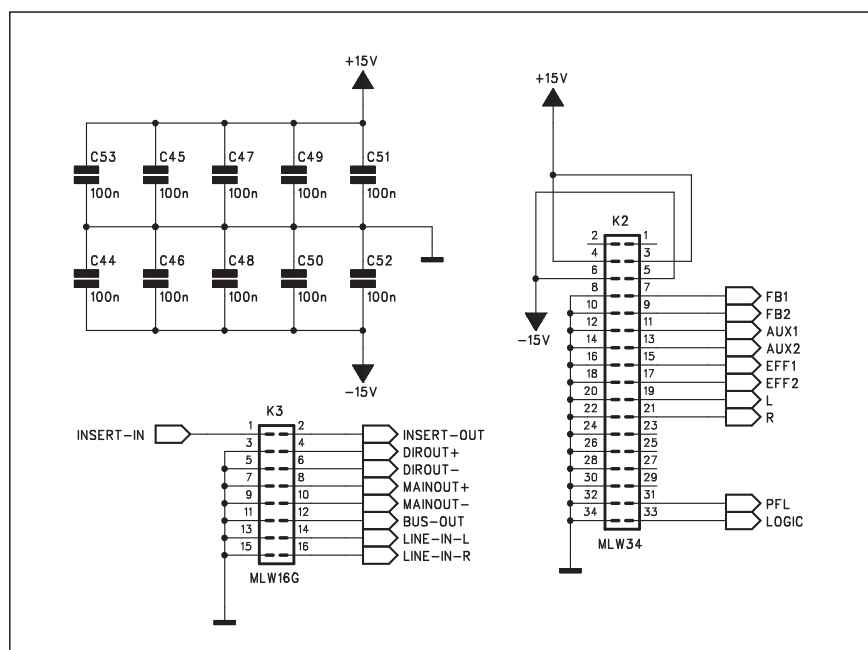 +15V
C53 C45 C47 C49 C51
100n 100n 100n 100n 100n
C44 C46 C48 C50 C52
100n 100n 100n 100n 100n
-15V
K3
INSERT-IN 1 2 INSERT-OUT
3 4 DIROUT+
5 6 DIROUT-
7 8 MAINOUT+
9 10 MAINOUT-
11 12 BUS-OUT
13 14 LINE-IN-L
15 16 LINE-IN-R
MLW16G
+15V
K2
2 1
4 3
6 5
8 7 FB1
10 9 FB2
-15V
12 11 AUX1
14 13 AUX2
16 15 EFF1
18 17 EFF2
20 19 L
22 21 R
24 23
26 25
28 27
30 29
32 31 PFL
34 33 LOGIC
MLW34